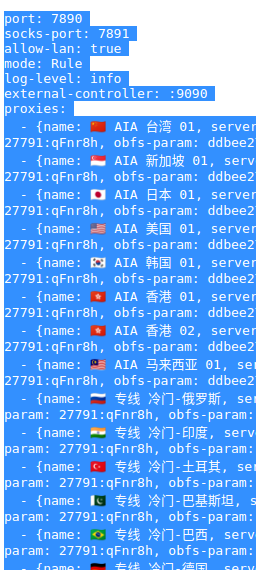 port: 7890
socks-port: 7891
allow-lan: true
mode: Rule
log-level: info
external-controller: :9090
proxies:
- {name: 🇨🇳 AIA 台湾 01, server
27791:qFnr8h, obfs-param: ddbee2
- {name: 🇸🇬 AIA 新加坡 01, serv
27791:qFnr8h, obfs-param: ddbee2
- {name: 🇯🇵 AIA 日本 01, server
27791:qFnr8h, obfs-param: ddbee2
- {name: 🇺🇸 AIA 美国 01, server
27791:qFnr8h, obfs-param: ddbee2
- {name: 🇰🇷 AIA 韩国 01, server
27791:qFnr8h, obfs-param: ddbee2
- {name: 🇭🇰 AIA 香港 01, server
27791:qFnr8h, obfs-param: ddbee2
- {name: 🇭🇰 AIA 香港 02, server
27791:qFnr8h, obfs-param: ddbee2
- {name: 🇲🇾 AIA 马来西亚 01, se
27791:qFnr8h, obfs-param: ddbee2
- {name: 🇷🇺 专线 冷门-俄罗斯, ser
param: 27791:qFnr8h, obfs-param:
- {name: 🇮🇳 专线 冷门-印度, serv
param: 27791:qFnr8h, obfs-param:
- {name: 🇹🇷 专线 冷门-土耳其, ser
param: 27791:qFnr8h, obfs-param:
- {name: 🇵🇰 专线 冷门-巴基斯坦, s
param: 27791:qFnr8h, obfs-param:
- {name: 🇧🇷 专线 冷门-巴西, serv
param: 27791:qFnr8h, obfs-param:
- {name: 🇩🇪 专线 冷门-德国, serv